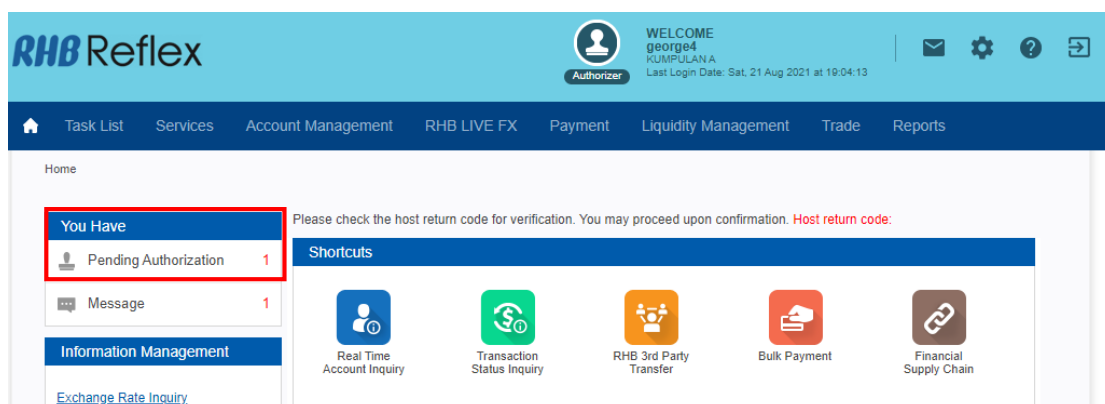 RHB Reflex
WELCOME
george4
KUMPULAN A
Last Login Date: Sat, 21 Aug 2021 at 19:04:13
Authorizer
Task List Services Account Management RHB LIVE FX Payment Liquidity Management Trade Reports
Home
You Have
Pending Authorization 1
Message 1
Information Management
Exchange Rate Inquiry
Please check the host return code for verification. You may proceed upon confirmation. Host return code:
Shortcuts
Real Time
Account Inquiry
Transaction
Status Inquiry
RHB 3rd Party
Transfer
Bulk Payment
Financial
Supply Chain